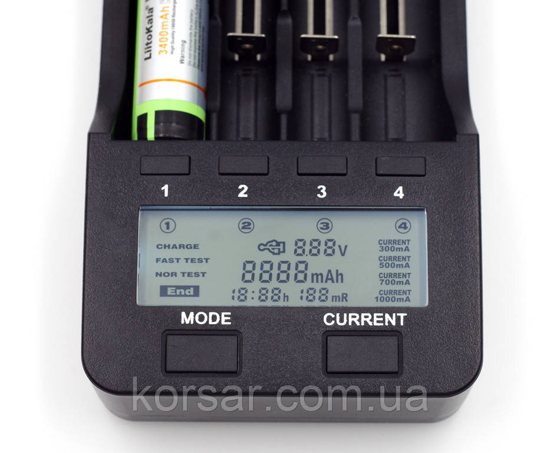 LiitoKala
3400mAh
Warning
1 2 3 4
① ② ③ ④
CHARGE
FAST TEST
NOR TEST
End
8.88V
8888mAh
18:88h 188mR
CURRENT
300mA
CURRENT
500mA
CURRENT
700mA
CURRENT
1000mA
MODE CURRENT
korsar.com.ua